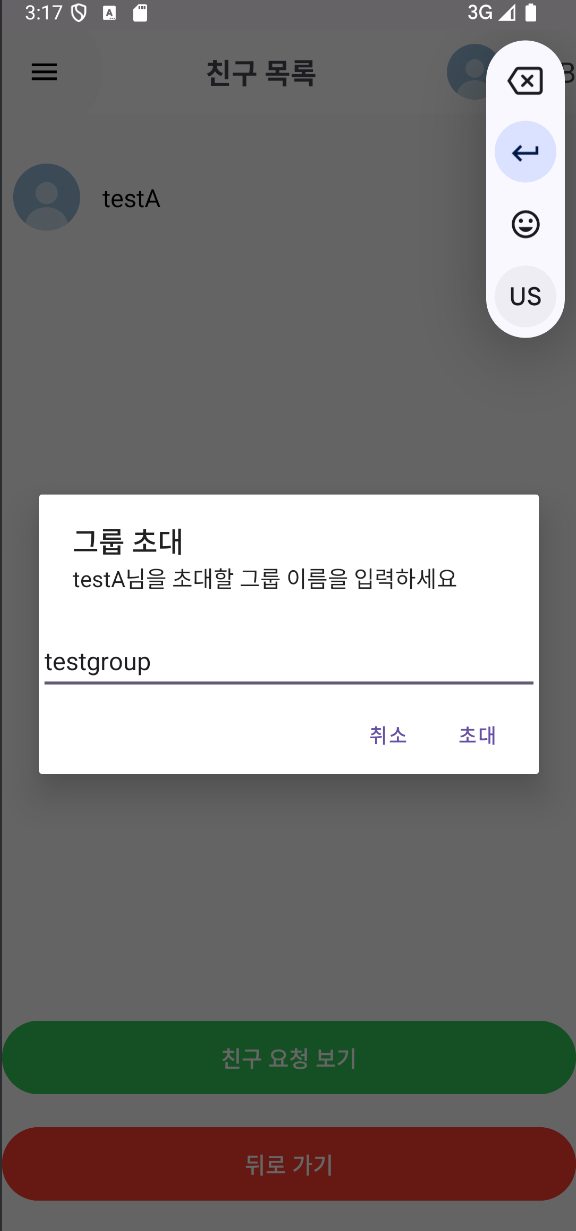 3:17
3G
친구 목록
B
testA
US
그룹 초대
testA님을 초대할 그룹 이름을 입력하세요
testgroup
취소 초대
친구 요청 보기
뒤로 가기